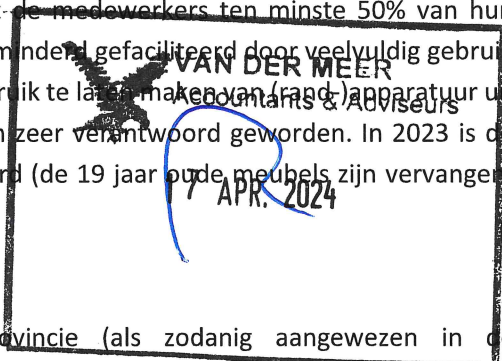 de medewerkers ten minste 50% van hun
minderd gefaciliteerd door veelvuldig gebrui
VAN DER MEER
ruik te laten maken van (rand-)apparatuur ui
Accountants & Adviseurs
n zeer verantwoord geworden. In 2023 is d
rd (de 19 jaar oude meubels zijn vervangen
17 APR. 2024
ovincie (als zodanig aangewezen in d